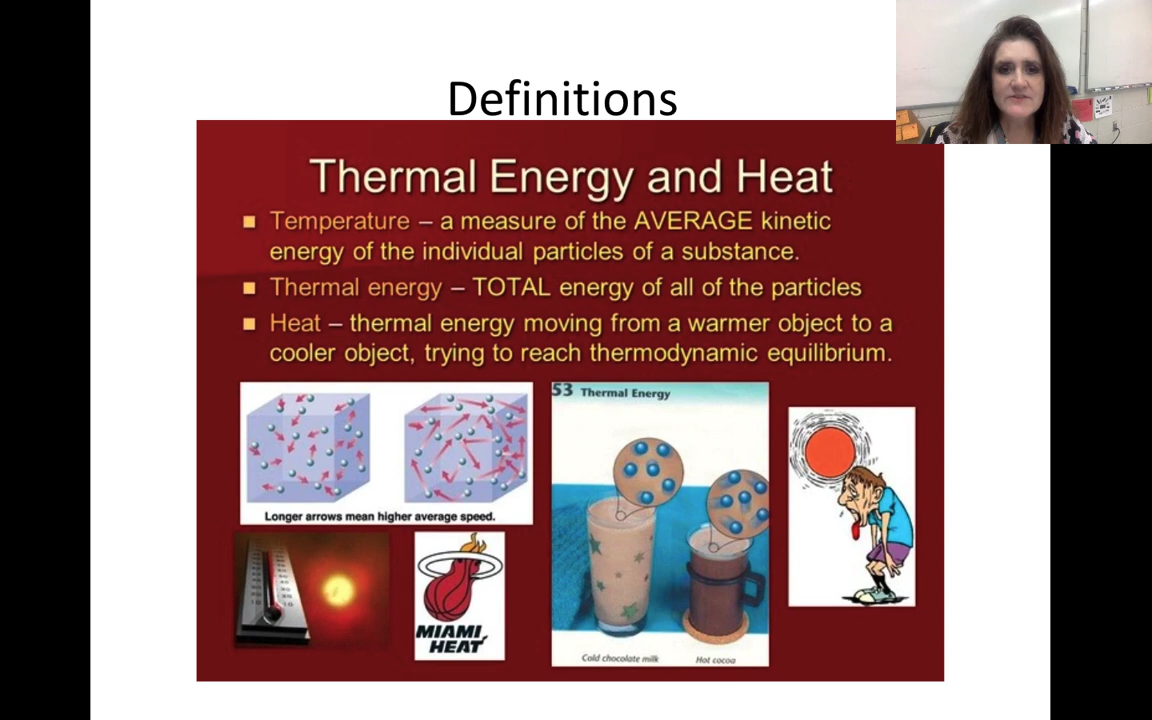 Definitions
Thermal Energy and Heat
Temperature – a measure of the AVERAGE kinetic
energy of the individual particles of a substance.
Thermal energy – TOTAL energy of all of the particles
Heat – thermal energy moving from a warmer object to a
cooler object, trying to reach thermodynamic equilibrium.
Longer arrows mean higher average speed.
MIAMI
HEAT
53 Thermal Energy
Cold chocolate milk
Hot cocoa